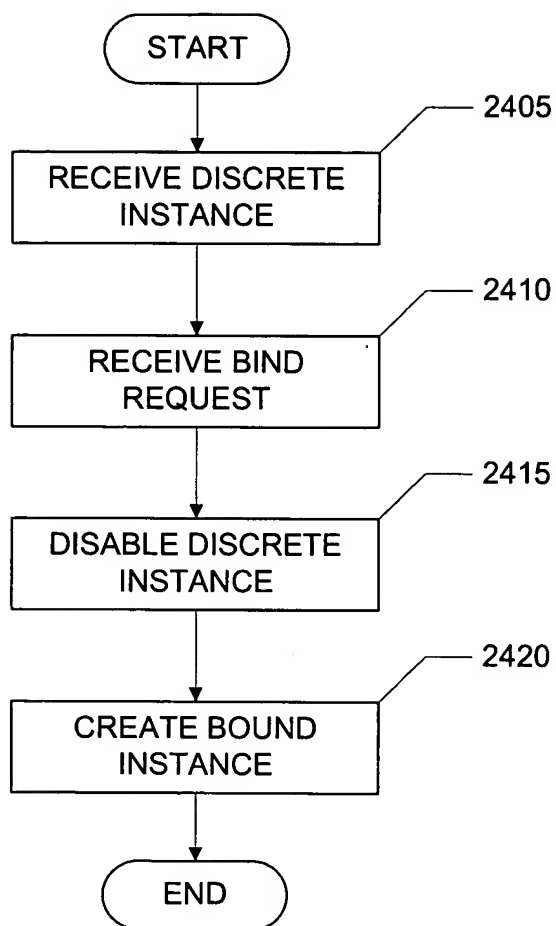 START
2405
RECEIVE DISCRETE
INSTANCE
2410
RECEIVE BIND
REQUEST
2415
DISABLE DISCRETE
INSTANCE
2420
CREATE BOUND
INSTANCE
END